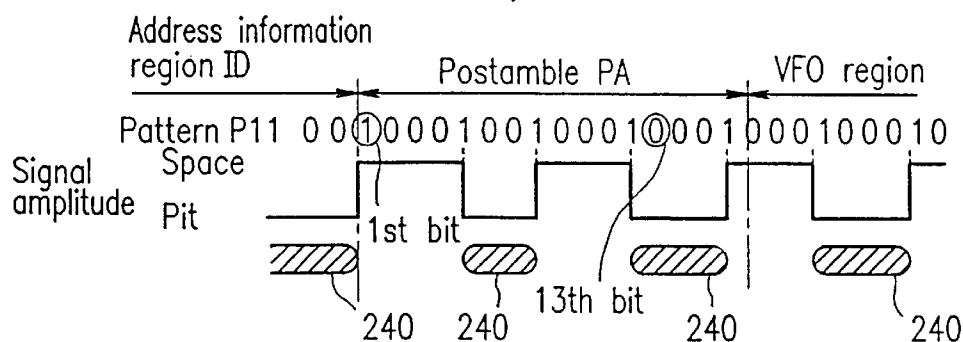 Address information
region ID
Postamble PA
VFO region
Pattern P11 0 0 1 0 0 0 1 0 0 1 0 0 0 1 0 0 0 1 0 0 0 1 0 0 0 1 0
Space
Signal
amplitude
Pit
1st bit
13th bit
240
240
240
240